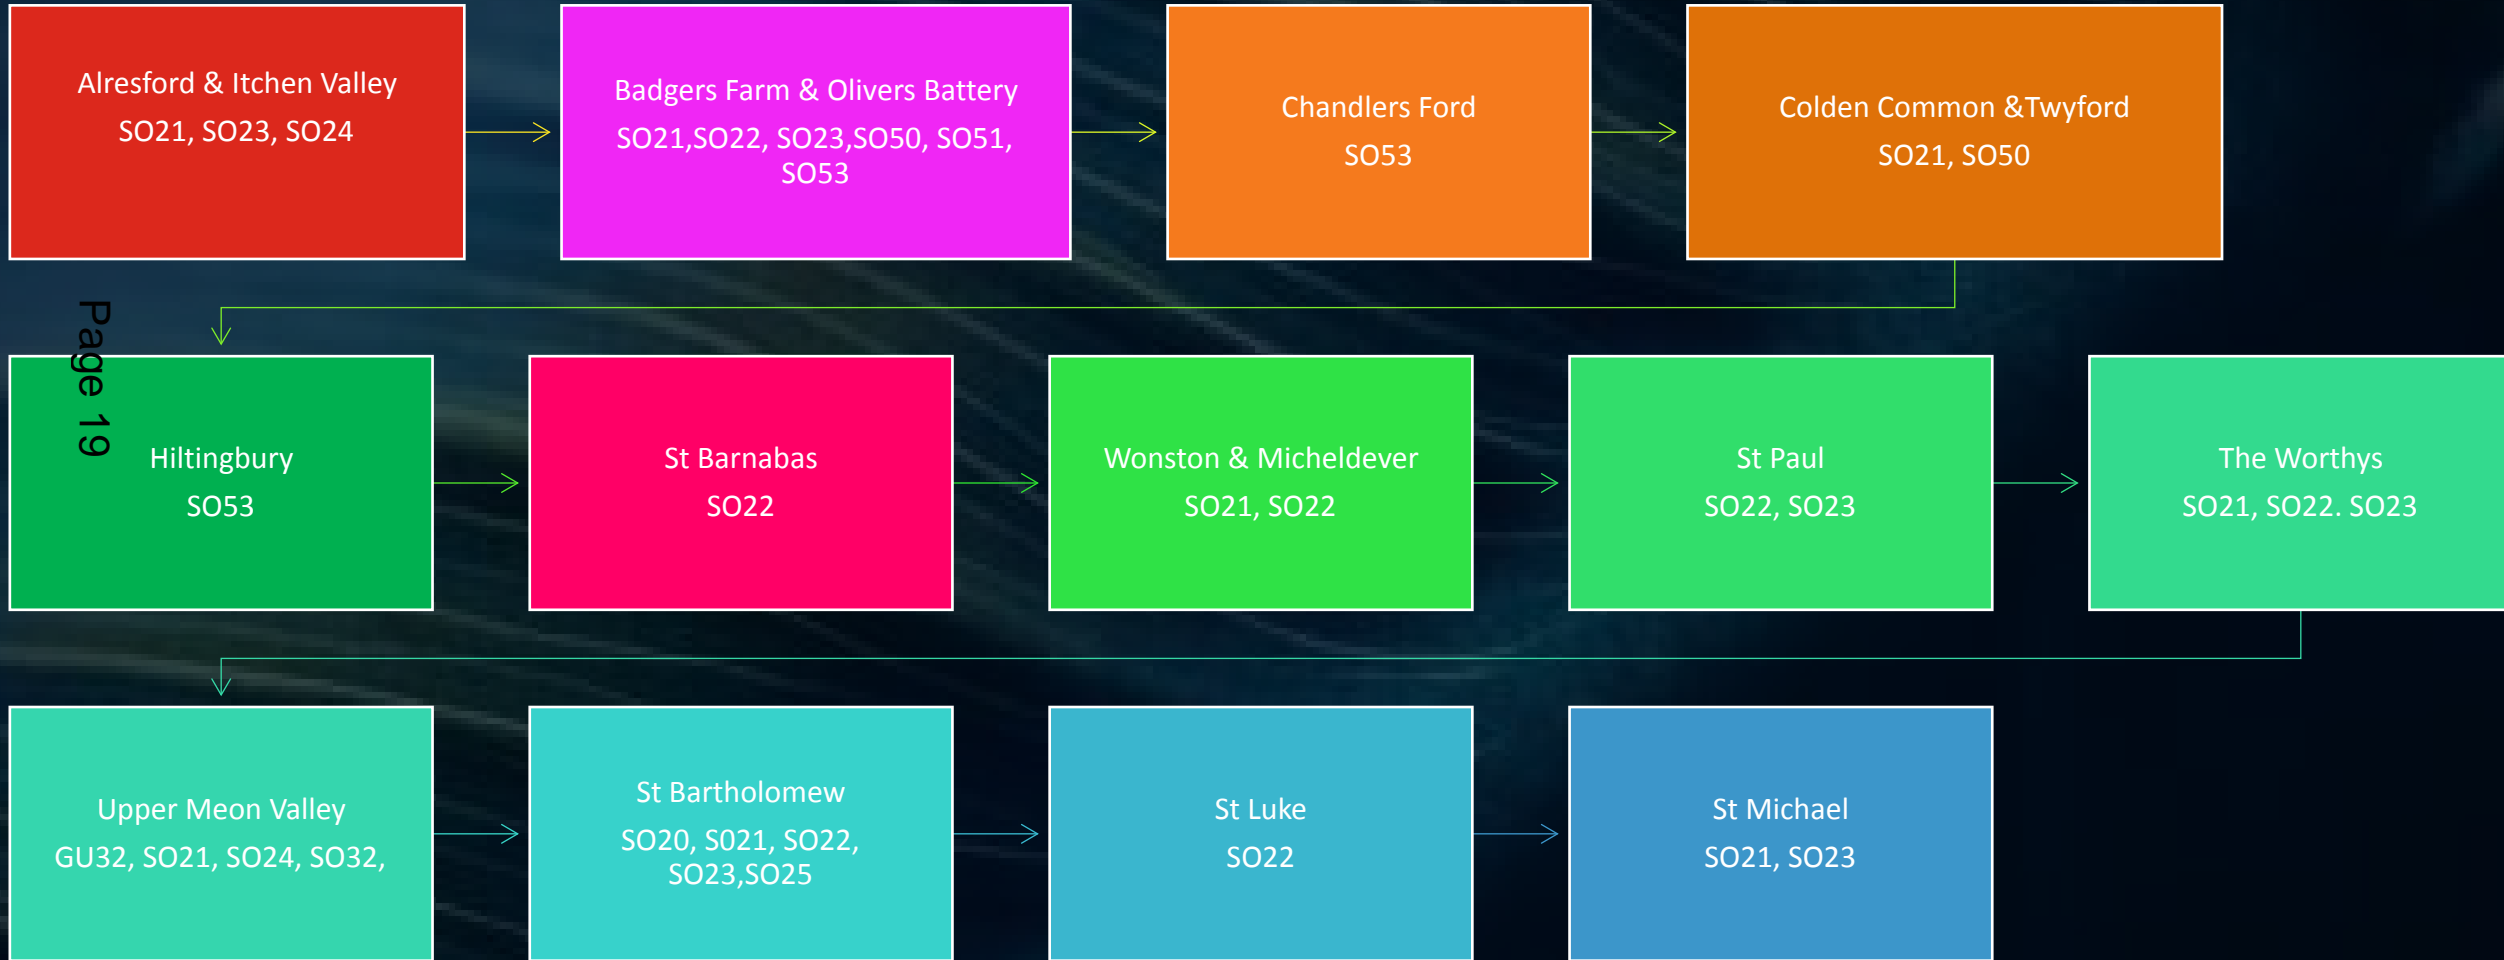 Alresford & Itchen Valley
SO21, SO23, SO24
Badgers Farm & Olivers Battery
SO21,SO22, SO23,SO50, SO51,
SO53
Chandlers Ford
SO53
Colden Common &Twyford
SO21, SO50
Page 19
Hiltingbury
SO53
St Barnabas
SO22
Wonston & Micheldever
SO21, SO22
St Paul
SO22, SO23
The Worthys
SO21, SO22. SO23
Upper Meon Valley
GU32, SO21, SO24, SO32,
St Bartholomew
SO20, S021, SO22,
SO23,SO25
St Luke
SO22
St Michael
SO21, SO23